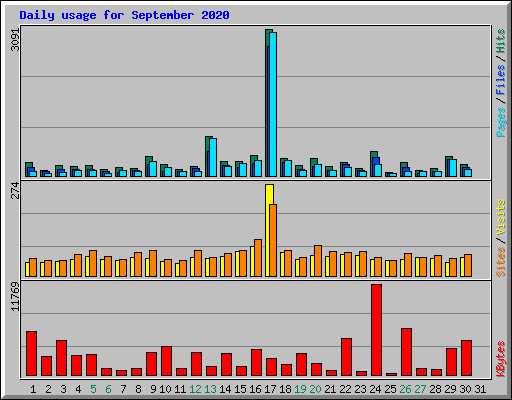 Daily usage for September 2020
3091
Pages/Files/Hits
274
Sites/Visits
11769
KBytes
1 2 3 4 5 6 7 8 9 10 11 12 13 14 15 16 17 18 19 20 21 22 23 24 25 26 27 28 29 30 31